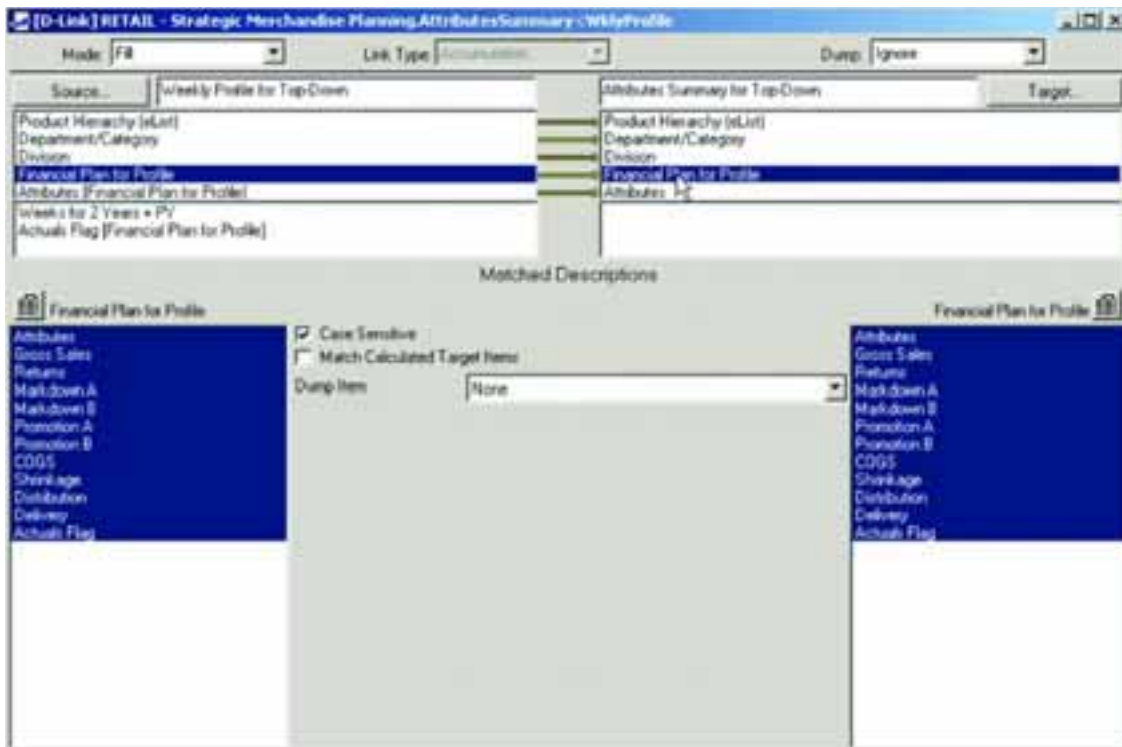 [D-Link] RETAIL - Strategic Merchandise Planning.AttributesSummary<WklyProfile
Mode: Fill Link Type: Accumulation Dump: Ignore
Source... Weekly Profile for Top-Down Attributes Summary for Top-Down Target...
Product Hierarchy (eList) Product Hierarchy (eList)
Department/Category Department/Category
Division Division
Financial Plan for Profile Financial Plan for Profile
Attributes [Financial Plan for Profile] Attributes
Weeks for 2 Years + PV
Actuals Flag [Financial Plan for Profile]
Matched Descriptions
Financial Plan for Profile Financial Plan for Profile
Attributes Case Sensitive Attributes
Gross Sales Match Calculated Target Items Gross Sales
Returns Returns
Markdown A Dump Item None Markdown A
Markdown B Markdown B
Promotion A Promotion A
Promotion B Promotion B
COGS COGS
Shrinkage Shrinkage
Distribution Distribution
Delivery Delivery
Actuals Flag Actuals Flag